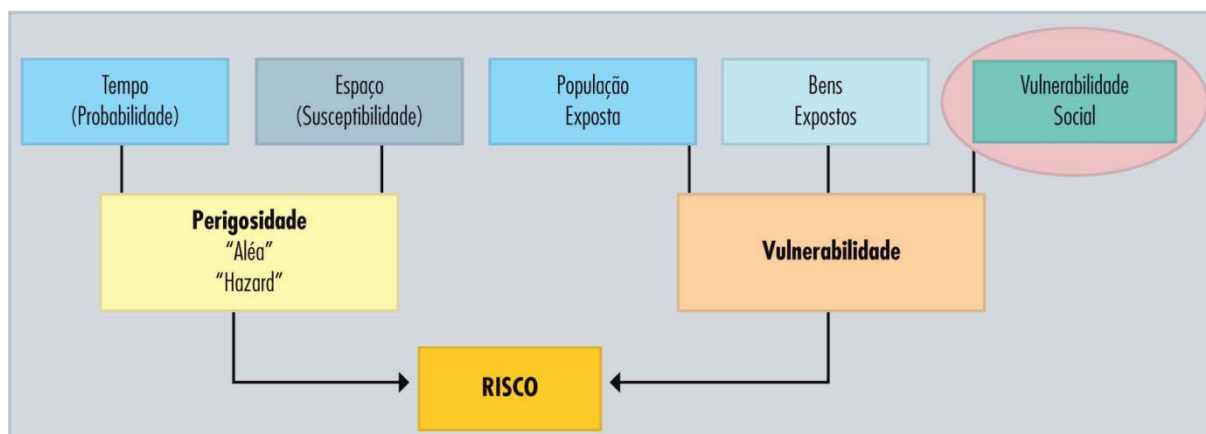 Tempo
(Probabilidade)
Espaço
(Susceptibilidade)
População
Exposta
Bens
Expostos
Vulnerabilidade
Social
Perigosidade
“Aléa”
“Hazard”
Vulnerabilidade
RISCO